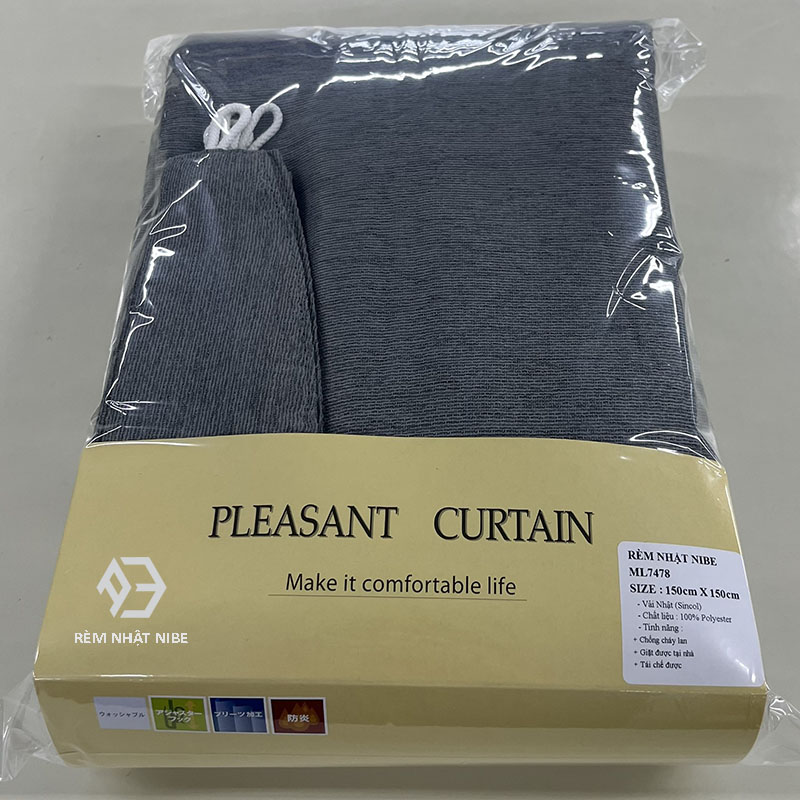 PLEASANT CURTAIN
Make it comfortable life
RÈM NHẬT NIBE
ML7478
SIZE : 150cm X 150cm
- Vải Nhật (Sincol)
- Chất liệu : 100% Polyester
- Tính năng :
+ Chống cháy lan
+ Giặt được tại nhà
+ Tái chế được
RÈM NHẬT NIBE
ウォッシャブル
アジャスター
フック
プリーツ加工
防炎